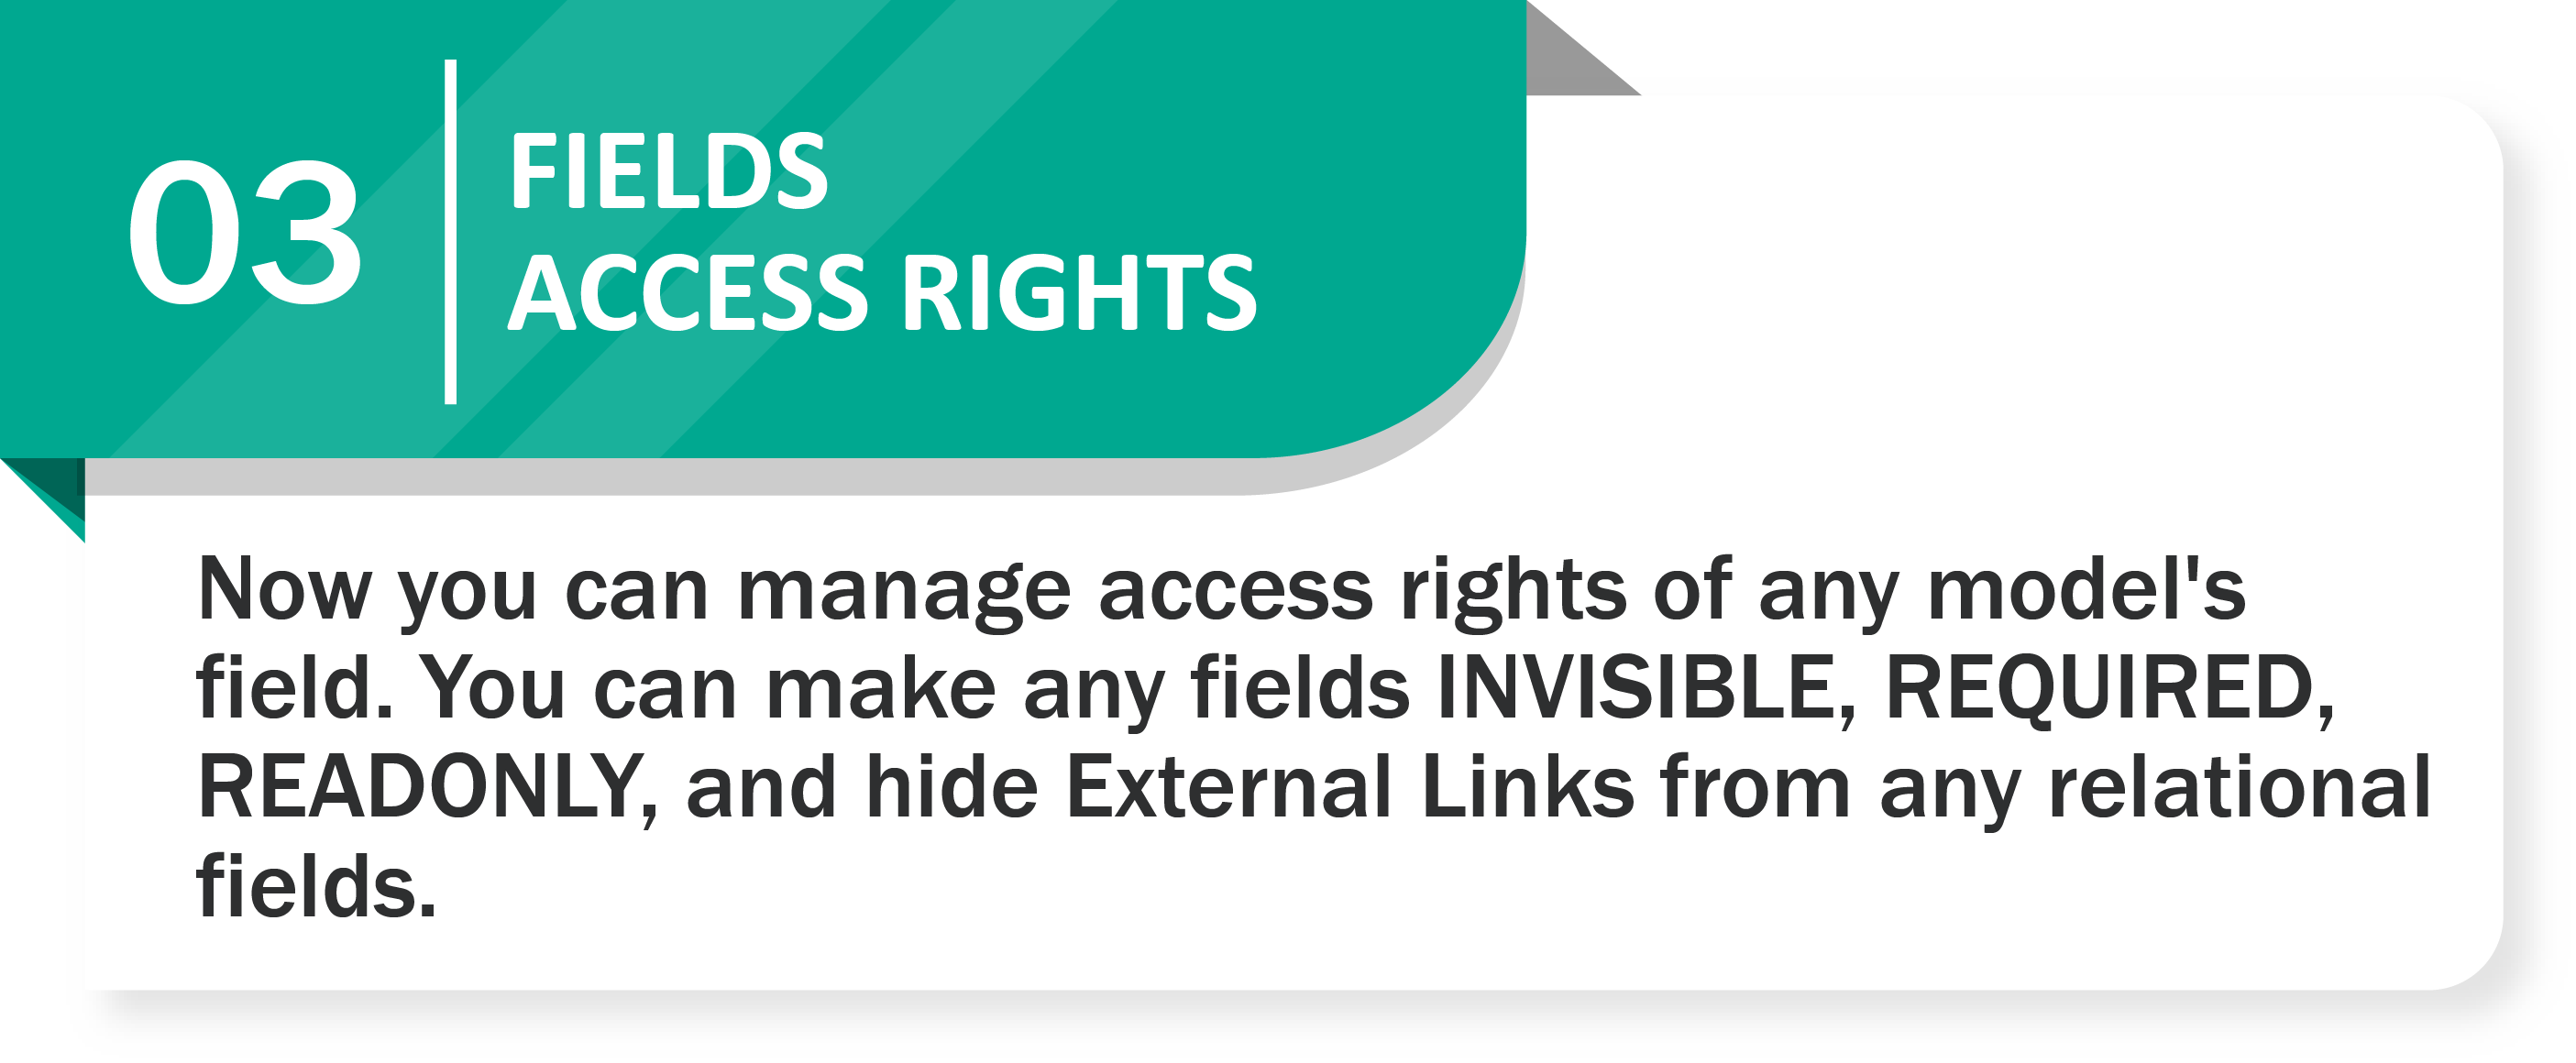 03
FIELDS
ACCESS RIGHTS
Now you can manage access rights of any model's
field. You can make any fields INVISIBLE, REQUIRED,
READONLY, and hide External Links from any relational
fields.